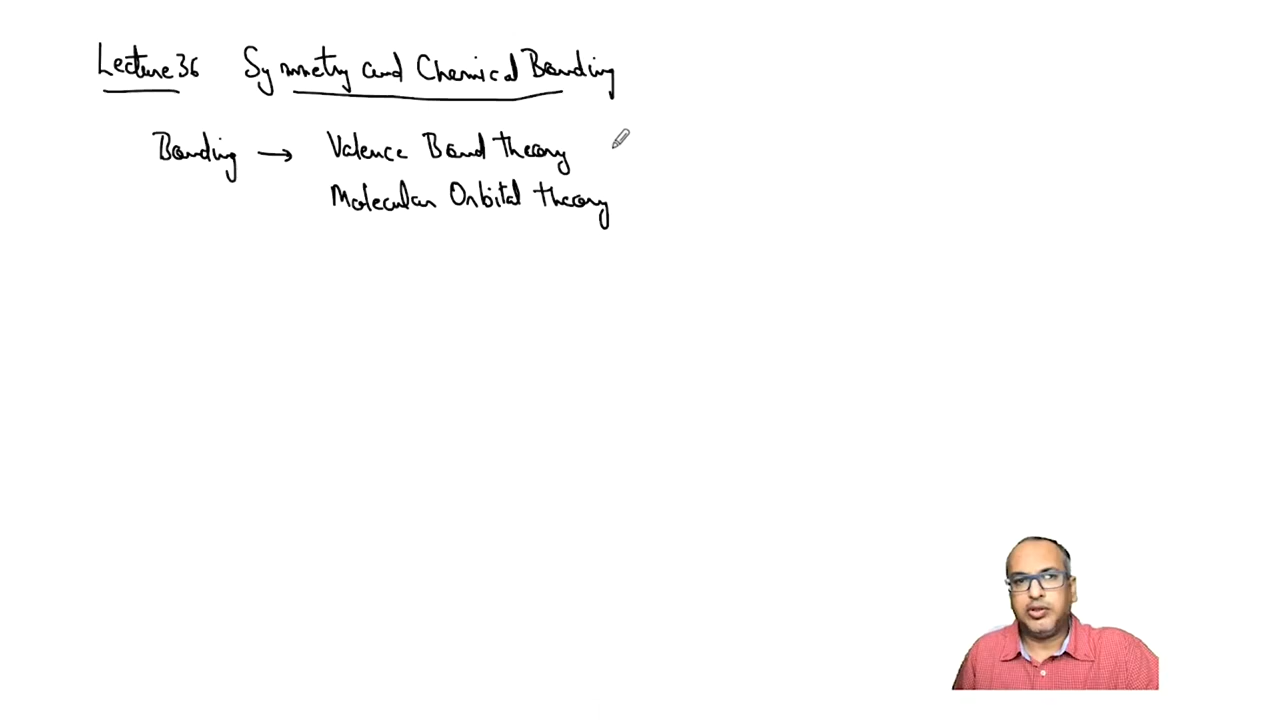 Lecture 36 Symmetry and Chemical Bonding
Bonding → Valence Bond theory
Molecular Orbital theory